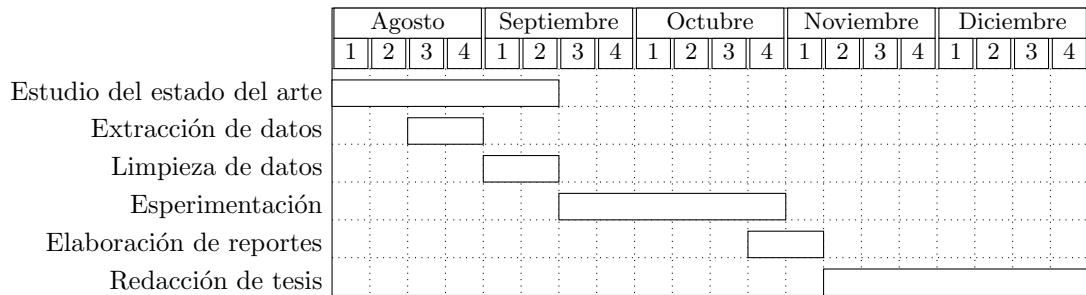 Agosto Septiembre Octubre Noviembre Diciembre
1 2 3 4 1 2 3 4 1 2 3 4 1 2 3 4 1 2 3 4
Estudio del estado del arte
Extracción de datos
Limpieza de datos
Esperimentación
Elaboración de reportes
Redacción de tesis